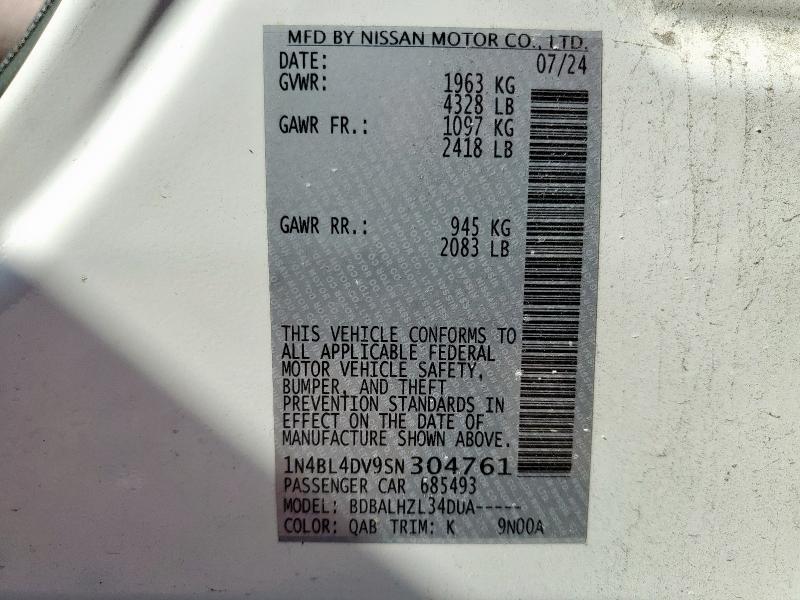 MFD BY NISSAN MOTOR CO., LTD.
DATE: 07/24
GVWR: 1963 KG
4328 LB
GAWR FR.: 1097 KG
2418 LB
GAWR RR.: 945 KG
2083 LB
THIS VEHICLE CONFORMS TO
ALL APPLICABLE FEDERAL
MOTOR VEHICLE SAFETY,
BUMPER, AND THEFT
PREVENTION STANDARDS IN
EFFECT ON THE DATE OF
MANUFACTURE SHOWN ABOVE.
1N4BL4DV9SN304761
PASSENGER CAR 685493
MODEL: BDBALHZL34DUA-----
COLOR: QAB TRIM: K 9N00A